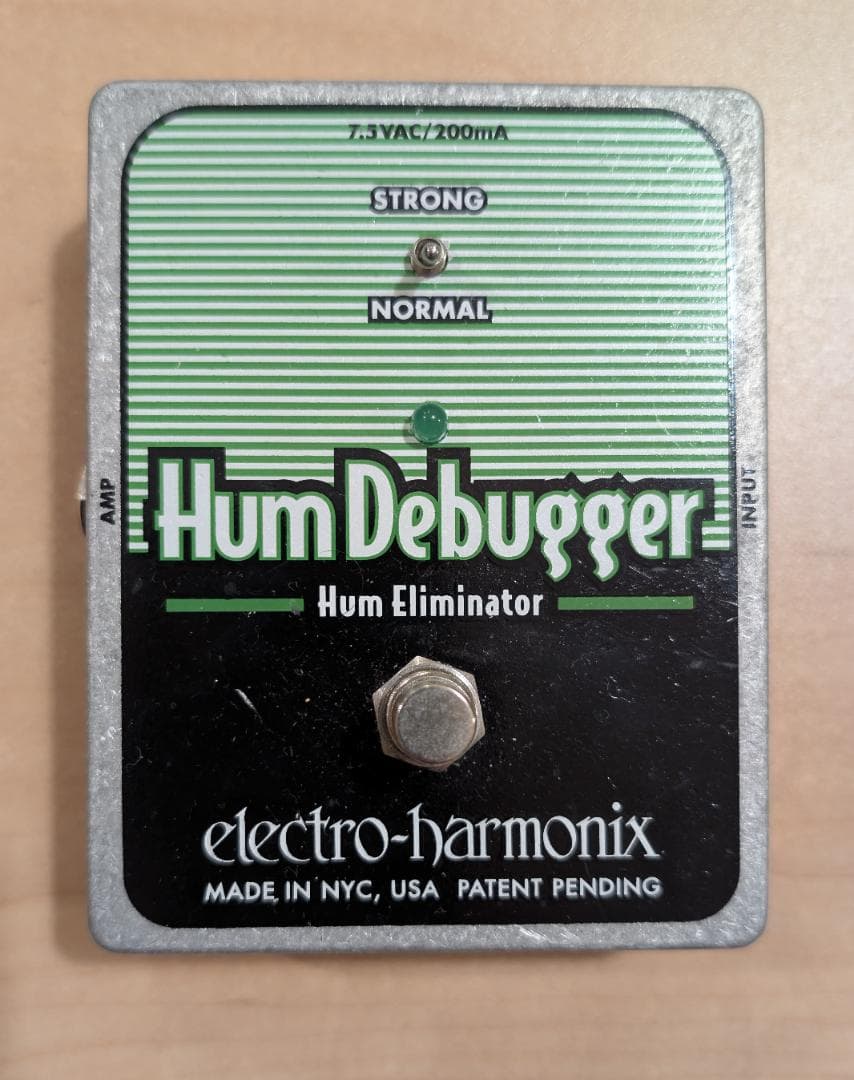 7.5VAC/200mA
STRONG
NORMAL
AMP
INPUT
Hum Debugger
Hum Eliminator
electro-harmonix
MADE IN NYC, USA PATENT PENDING